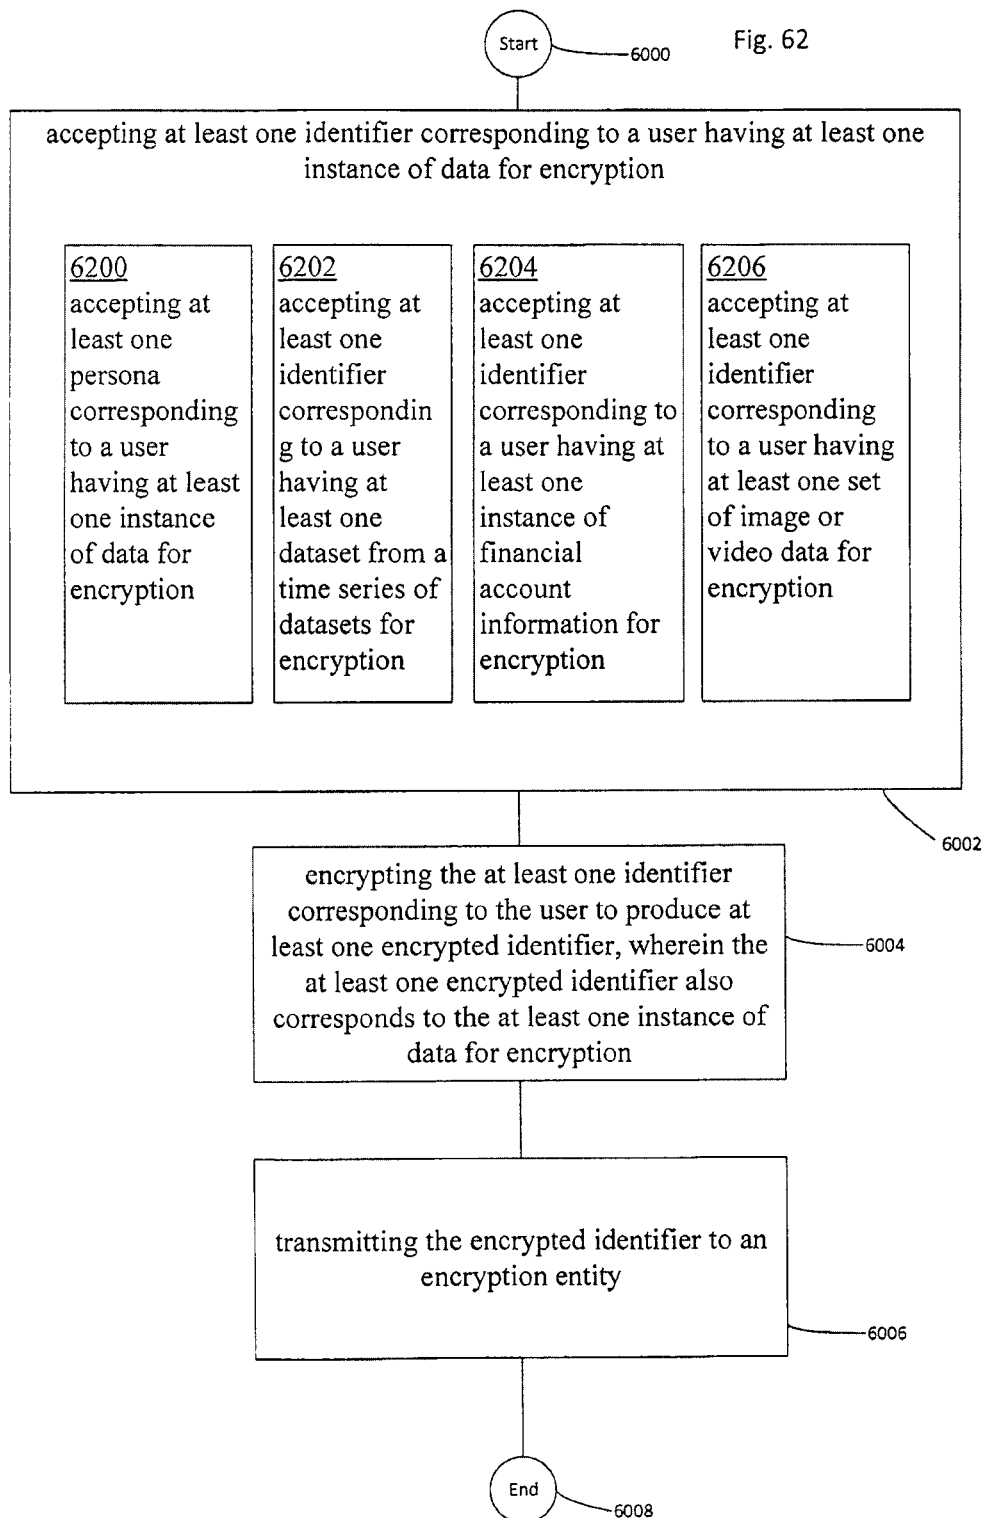 Start
6000
Fig. 62
accepting at least one identifier corresponding to a user having at least one
instance of data for encryption
6200
accepting at
least one
persona
corresponding
to a user
having at least
one instance
of data for
encryption
6202
accepting at
least one
identifier
correspondin
g to a user
having at
least one
dataset from a
time series of
datasets for
encryption
6204
accepting at
least one
identifier
corresponding to
a user having at
least one
instance of
financial
account
information for
encryption
6206
accepting at
least one
identifier
corresponding
to a user having
at least one set
of image or
video data for
encryption
6002
encrypting the at least one identifier
corresponding to the user to produce at
least one encrypted identifier, wherein the
at least one encrypted identifier also
corresponds to the at least one instance of
data for encryption
6004
transmitting the encrypted identifier to an
encryption entity
6006
End
6008